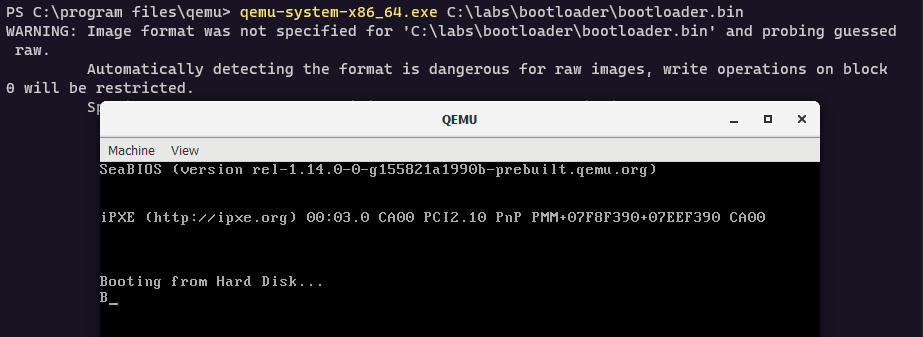 PS C:\program files\qemu> qemu-system-x86_64.exe C:\labs\bootloader\bootloader.bin
WARNING: Image format was not specified for 'C:\labs\bootloader\bootloader.bin' and probing guessed
raw.
Automatically detecting the format is dangerous for raw images, write operations on block
0 will be restricted.
QEMU
Machine View
SeaBIOS (version rel-1.14.0-0-g155821a1990b-prebuilt.qemu.org)
iPXE (http://ipxe.org) 00:03.0 CA00 PCI2.10 PnP PMM+07F8F390+07EEF390 CA00
Booting from Hard Disk...
B_